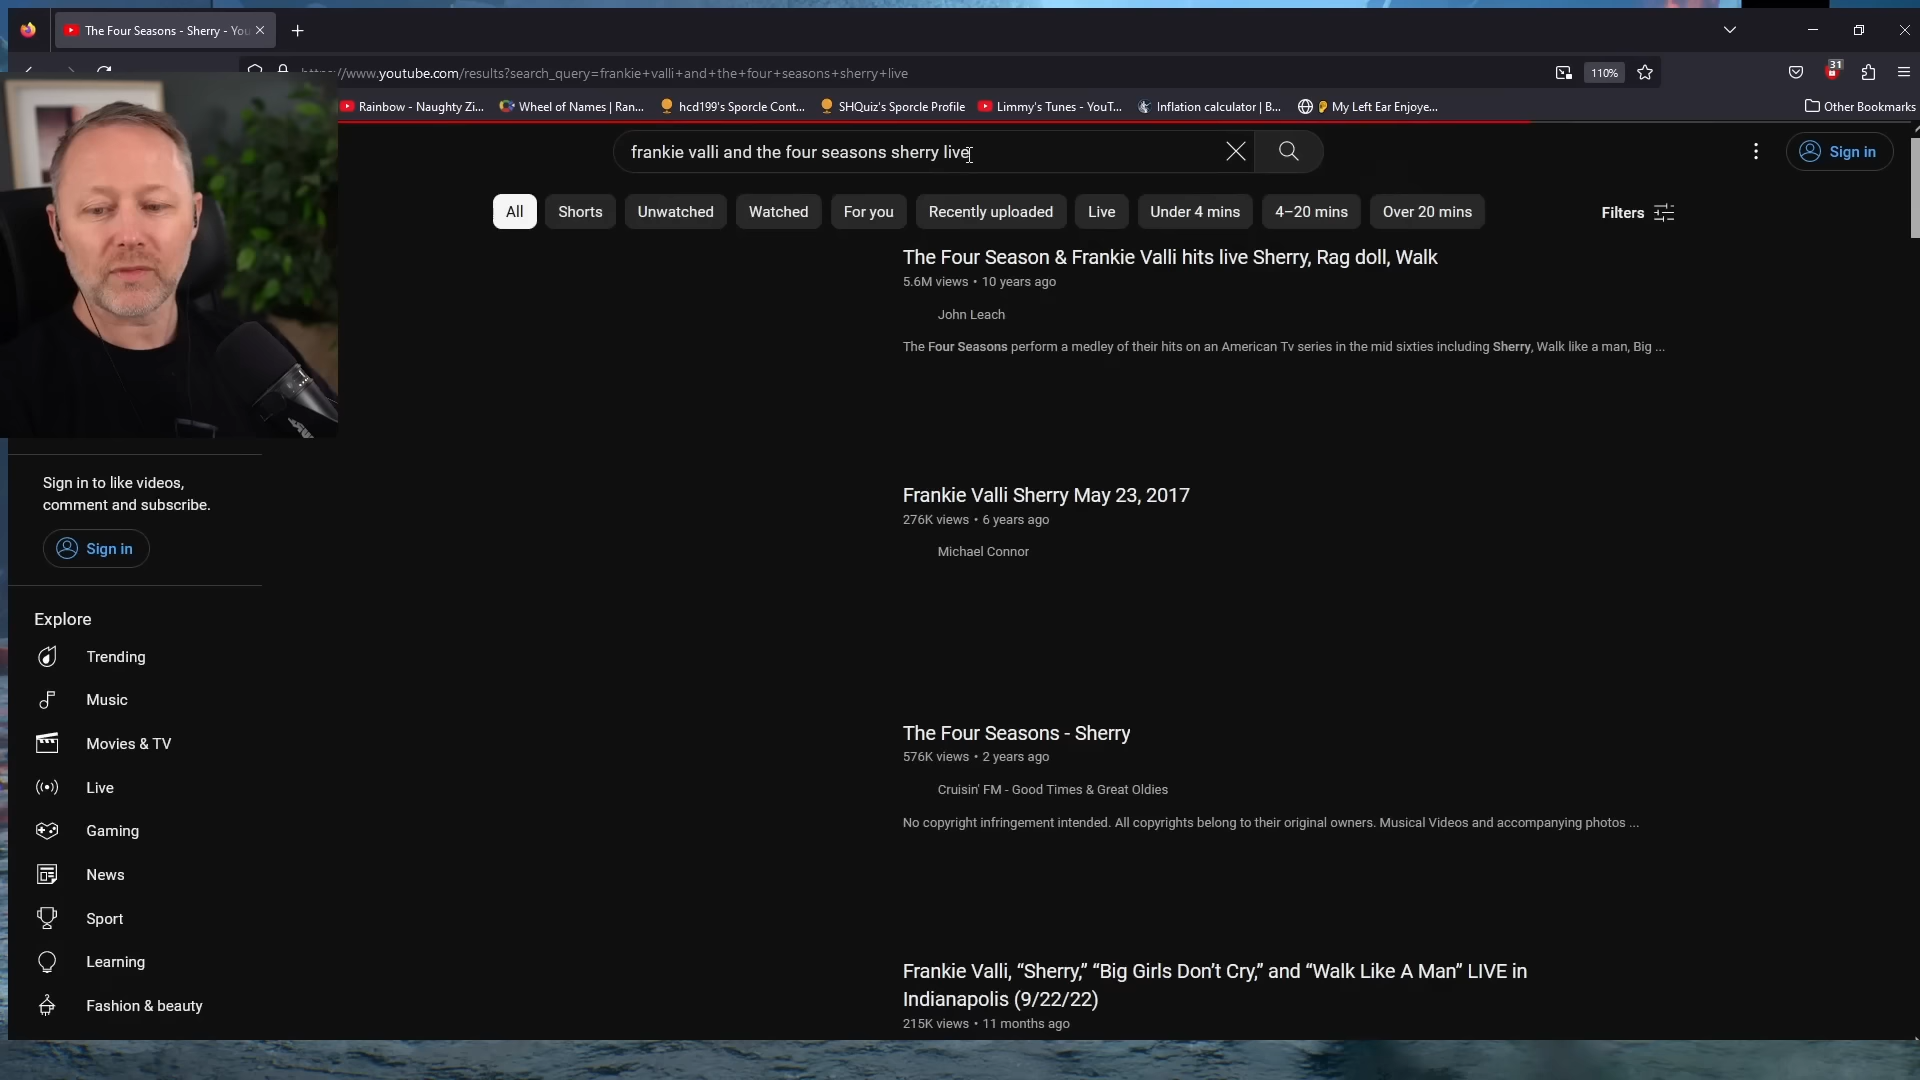 The Four Seasons - Sherry - You
https://www.youtube.com/results?search_query=frankie+valli+and+the+four+seasons+sherry+live
110%
31
Rainbow - Naughty Zi...
Wheel of Names | Ran...
hcd199's Sporcle Cont...
SHQuiz's Sporcle Profile
Limmy's Tunes - YouT...
Inflation calculator | B...
My Left Ear Enjoye...
Other Bookmarks
frankie valli and the four seasons sherry live
Sign in
All
Shorts
Unwatched
Watched
For you
Recently uploaded
Live
Under 4 mins
4–20 mins
Over 20 mins
Filters
The Four Season & Frankie Valli hits live Sherry, Rag doll, Walk
5.6M views • 10 years ago
John Leach
The Four Seasons perform a medley of their hits on an American Tv series in the mid sixties including Sherry, Walk like a man, Big ...
Frankie Valli Sherry May 23, 2017
276K views • 6 years ago
Michael Connor
The Four Seasons - Sherry
576K views • 2 years ago
Cruisin' FM - Good Times & Great Oldies
No copyright infringement intended. All copyrights belong to their original owners. Musical Videos and accompanying photos ...
Frankie Valli, “Sherry,” “Big Girls Don’t Cry,” and “Walk Like A Man” LIVE in
Indianapolis (9/22/22)
215K views • 11 months ago
Sign in to like videos,
comment and subscribe.
Sign in
Explore
Trending
Music
Movies & TV
Live
Gaming
News
Sport
Learning
Fashion & beauty